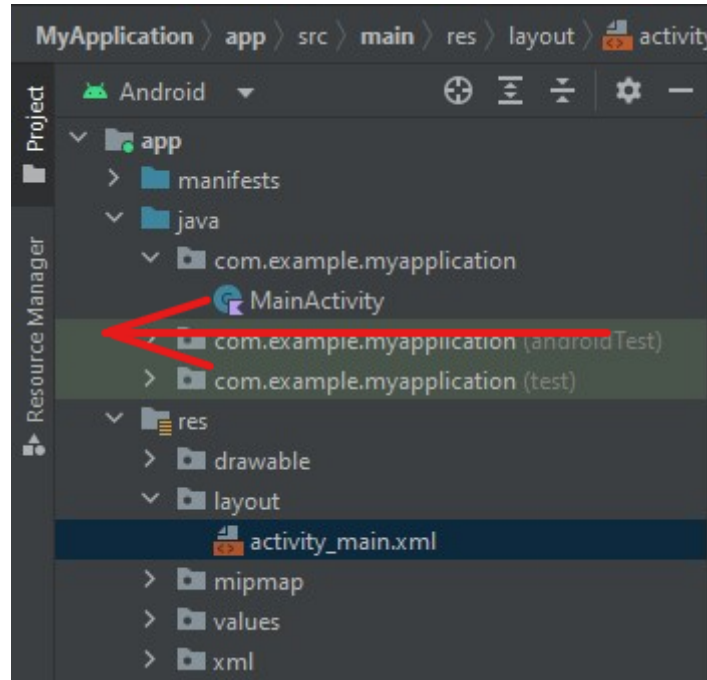 MyApplication app src main res layout activity
Project
Resource Manager
Android
app
manifests
java
com.example.myapplication
MainActivity
com.example.myapplication (androidTest)
com.example.myapplication (test)
res
drawable
layout
activity_main.xml
mipmap
values
xml